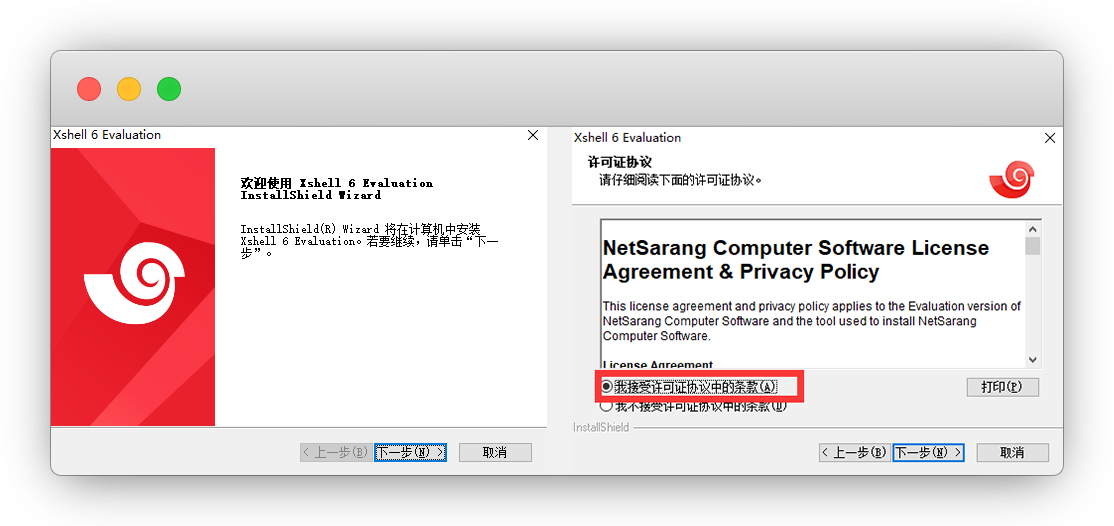 Xshell 6 Evaluation
欢迎使用 Xshell 6 Evaluation
InstallShield Wizard
InstallShield(R) Wizard 将在计算机中安装
Xshell 6 Evaluation。若要继续，请单击“下一
步”。
< 上一步(B)
下一步(N) >
取消
Xshell 6 Evaluation
许可证协议
请仔细阅读下面的许可证协议。
NetSarang Computer Software License
Agreement & Privacy Policy
This license agreement and privacy policy applies to the Evaluation version of
NetSarang Computer Software and the tool used to install NetSarang
Computer Software.
License Agreement
我接受许可证协议中的条款(A)
打印(P)
我不接受许可证协议中的条款(D)
InstallShield
< 上一步(B)
下一步(N) >
取消